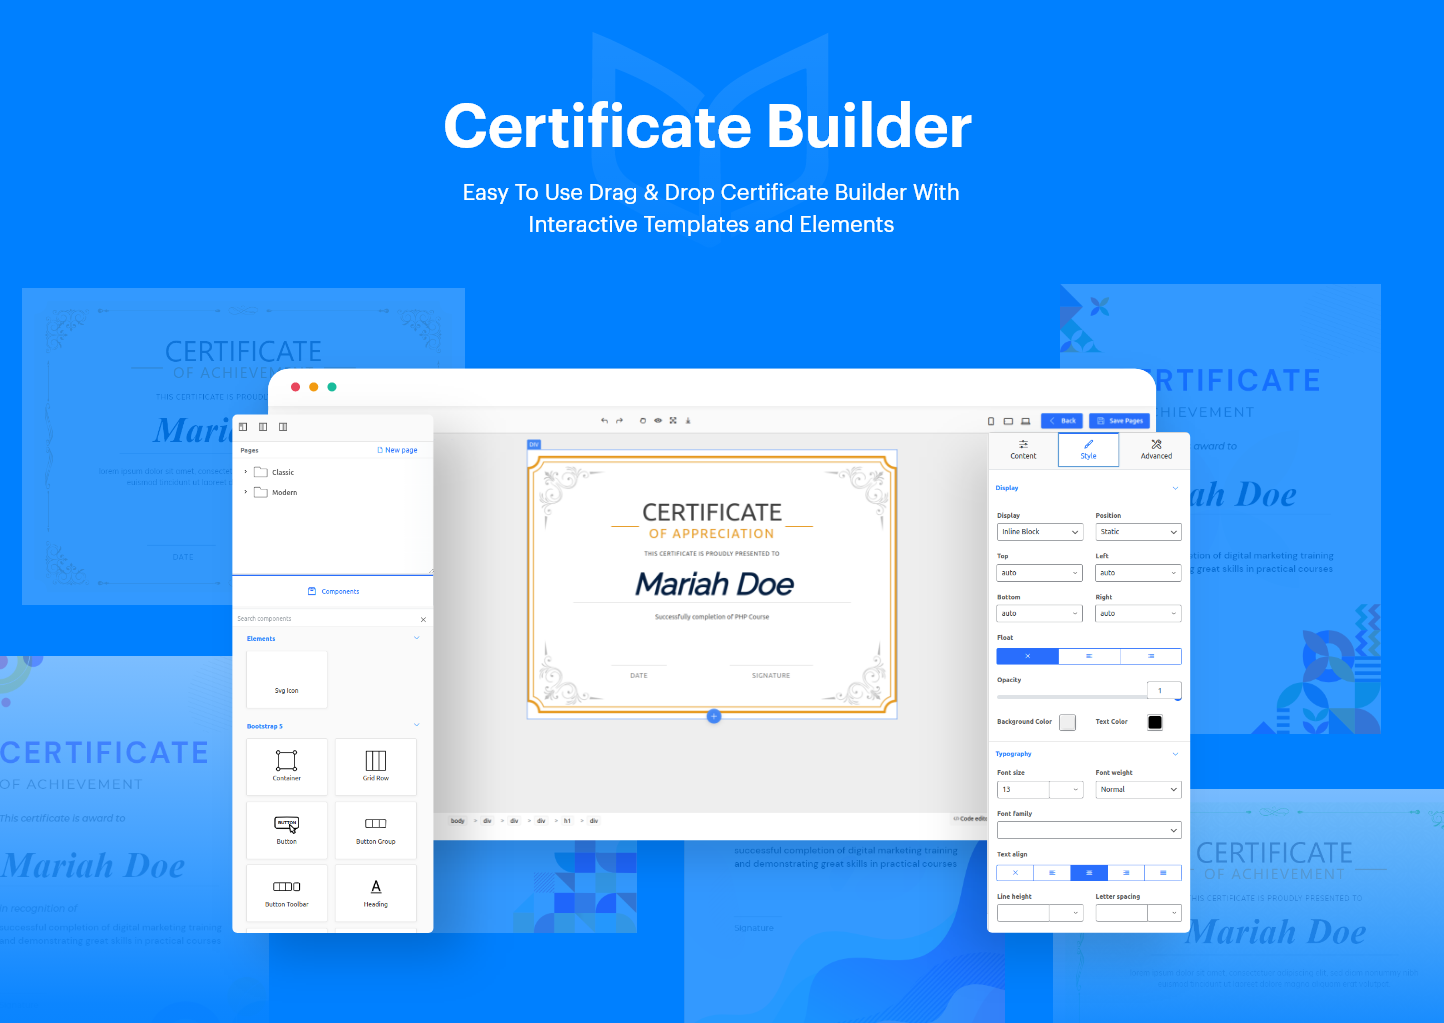 Certificate Builder
Easy To Use Drag & Drop Certificate Builder With
Interactive Templates and Elements
CERTIFICATE
OF ACHIEVEMENT
THIS CERTIFICATE IS PROUDLY
DATE
RTIFICATE
HIEVEMENT
award to
ah Doe
etion of digital marketing training
g great skills in practical courses
Pages
New page
Classic
Modern
Components
Search components
Elements
Svg Icon
Bootstrap 5
Container
Grid Row
BUTTON
Button
Button Group
Button Toolbar
A
Heading
Back
Save Pages
DIV
CERTIFICATE
OF APPRECIATION
THIS CERTIFICATE IS PROUDLY PRESENTED TO
Mariah Doe
Successfully completion of PHP Course
DATE
SIGNATURE
body > div > div > div > h1 > div
Code edito
Content
Style
Advanced
Display
Display
Position
Inline Block
Static
Top
Left
auto
auto
Bottom
Right
auto
auto
Float
Opacity
1
Background Color
Text Color
Typography
Font size
Font weight
13
Normal
Font family
Text align
Line height
Letter spacing
CERTIFICATE
OF ACHIEVEMENT
This certificate is award to
Mariah Doe
in recognition of
successful completion of digital marketing training
and demonstrating great skills in practical courses
successful completion of digital marketing training
and demonstrating great skills in practical courses
Signature
CERTIFICATE
OF ACHIEVEMENT
THIS CERTIFICATE IS PROUDLY PRESENTED TO
Mariah Doe